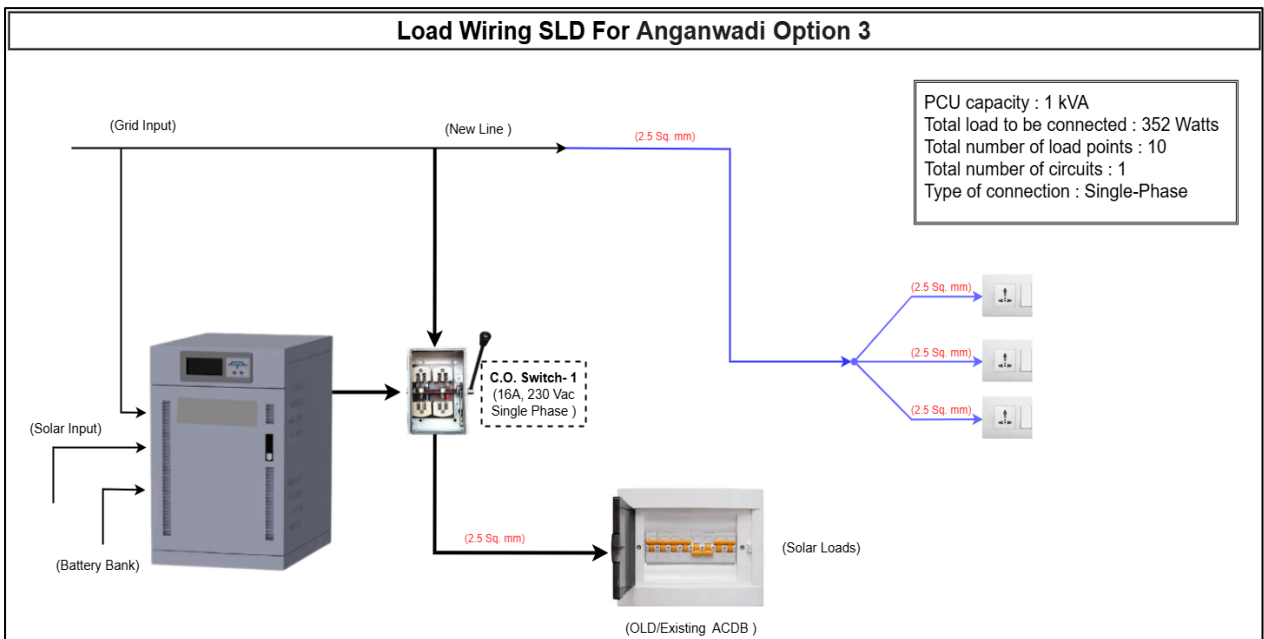 Load Wiring SLD For Anganwadi Option 3
PCU capacity : 1 kVA
Total load to be connected : 352 Watts
Total number of load points : 10
Total number of circuits : 1
Type of connection : Single-Phase
(Grid Input)
(New Line )
(2.5 Sq. mm)
(2.5 Sq. mm)
(2.5 Sq. mm)
(2.5 Sq. mm)
C.O. Switch- 1
(16A, 230 Vac
Single Phase )
(Solar Input)
(Battery Bank)
(2.5 Sq. mm)
(Solar Loads)
(OLD/Existing ACDB )